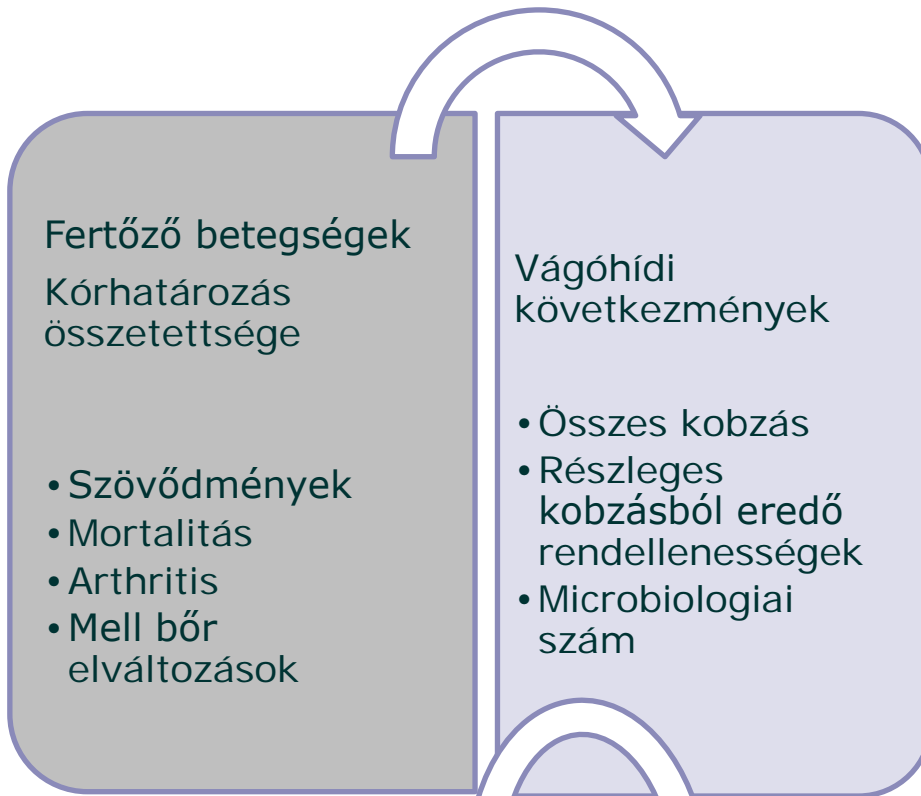 Fertőző betegségek
Kórhatározás
összetettsége
• Szövődmények
• Mortalitás
• Arthritis
• Mell bőr
elváltozások
Vágóhídi
következmények
• Összes kobzás
• Részleges
kobzásból eredő
rendellenességek
• Microbiologiai
szám